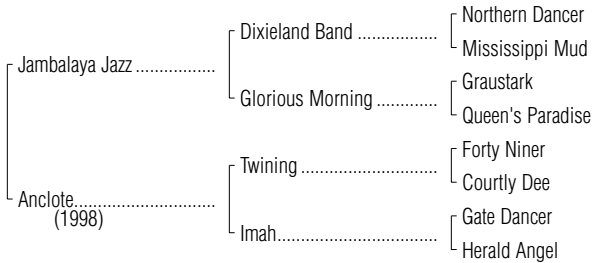 Northern Dancer
Dixieland Band ..................
Mississippi Mud
Jambalaya Jazz ..................
Graustark
Glorious Morning .............
Queen's Paradise
Forty Niner
Twining ..............................
Courtly Dee
Anclote................................
(1998)
Gate Dancer
Imah...................................
Herald Angel